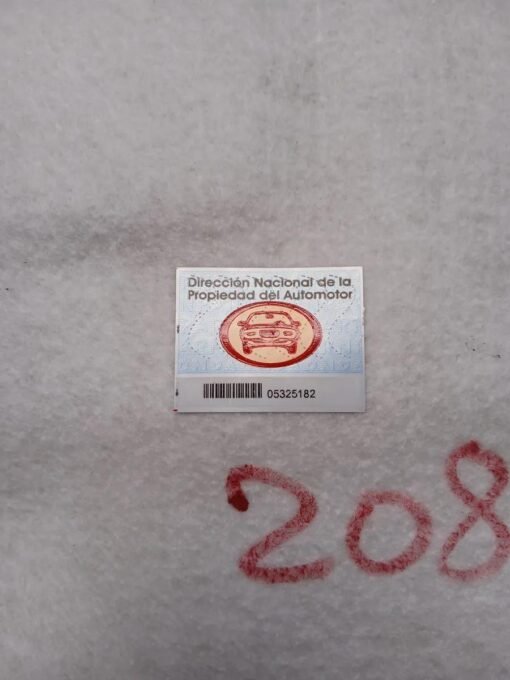 Dirección Nacional de la
Propiedad del Automotor
05325182
208